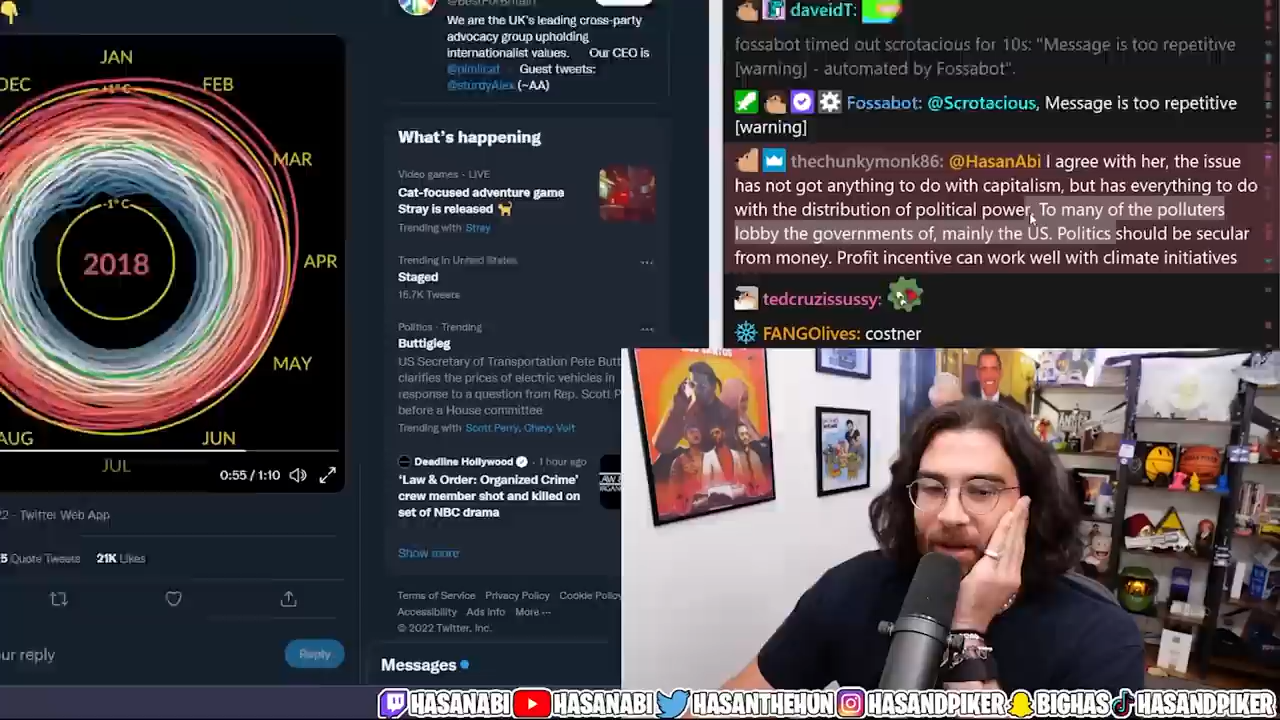 JAN
DEC
FEB
+1°C
MAR
-1°C
2018
APR
MAY
AUG
JUN
JUL
0:55 / 1:10
Twitter Web App
5 Quote Tweets
21K Likes
ur reply
Reply
We are the UK's leading cross-party
advocacy group upholding
internationalist values. Our CEO is
Guest tweets:
@sturdyAlex (~AA)
What's happening
Video games · LIVE
Cat-focused adventure game
Stray is released
Trending with Stray
Trending in United States
Staged
16.7K Tweets
Politics · Trending
Buttigieg
US Secretary of Transportation Pete Butt
clarifies the prices of electric vehicles in
response to a question from Rep. Scott P
before a House committee
Trending with Scott Perry, Chevy Volt
Deadline Hollywood · 1 hour ago
'Law & Order: Organized Crime'
crew member shot and killed on
set of NBC drama
Show more
Terms of Service Privacy Policy Cookie Policy
Accessibility Ads info More ···
© 2022 Twitter, Inc.
Messages
daveidT:
fossabot timed out scrotacious for 10s: "Message is too repetitive
[warning] - automated by Fossabot".
Fossabot: @Scrotacious, Message is too repetitive
[warning]
thechunkymonk86: @HasanAbi I agree with her, the issue
has not got anything to do with capitalism, but has everything to do
with the distribution of political power. To many of the polluters
lobby the governments of, mainly the US. Politics should be secular
from money. Profit incentive can work well with climate initiatives
tedcruzissussy:
FANGOlives: costner
HASANABI HASANABI HASANTHEHUN HASANDPIKER BIGHAS HASANDPIKER